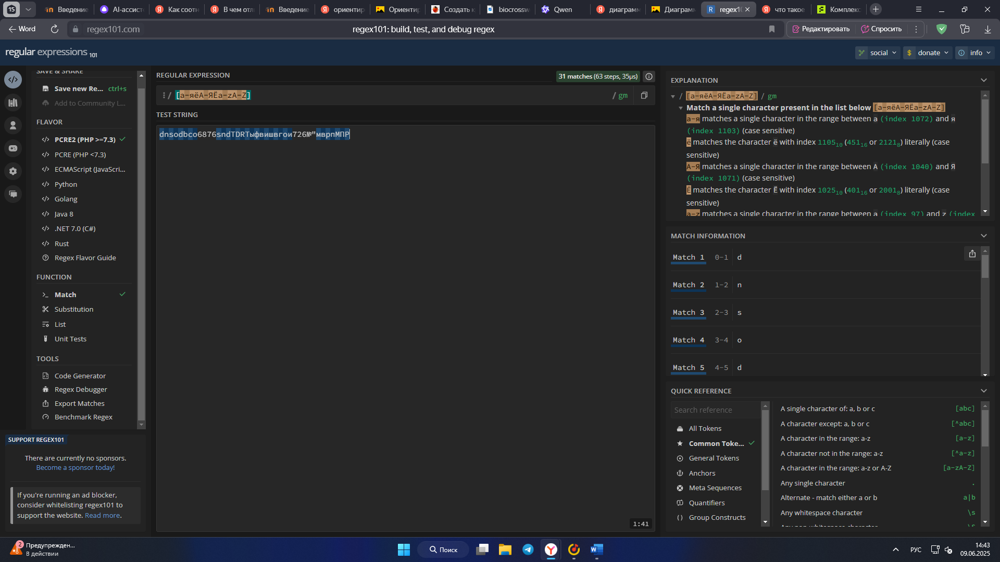 15
Введение
AI-ассист
Как соотн
В чем отл
Введение
ориентир
Ориентир
Создать к
biocrossw
Qwen
диаграмм
Диаграмм
regex10
что такое
Комплекс
Word
regex101.com
regex101: build, test, and debug regex
Редактировать
Спросить
regular expressions 101
social
donate
info
SAVE & SHARE
Save new Re... ctrl+s
Add to Community L...
FLAVOR
PCRE2 (PHP >=7.3)
PCRE (PHP <7.3)
ECMAScript (JavaScri...
Python
Golang
Java 8
.NET 7.0 (C#)
Rust
Regex Flavor Guide
FUNCTION
Match
Substitution
List
Unit Tests
TOOLS
Code Generator
Regex Debugger
Export Matches
Benchmark Regex
SUPPORT REGEX101
There are currently no sponsors.
Become a sponsor today!
If you're running an ad blocker,
consider whitelisting regex101 to
support the website. Read more.
REGULAR EXPRESSION
31 matches (63 steps, 35μs)
/ [а-яёА-ЯЁa-zA-Z] / gm
TEST STRING
dnsodbco6876sndTDRTыфвишвгои726№"мврпМПР
1:41
EXPLANATION
/ [а-яёА-ЯЁa-zA-Z] / gm
Match a single character present in the list below [а-яёА-ЯЁa-zA-Z]
а-я matches a single character in the range between а (index 1072) and я
(index 1103) (case sensitive)
ё matches the character ё with index 1105₁₀ (451₁₆ or 2121₈) literally (case
sensitive)
А-Я matches a single character in the range between А (index 1040) and Я
(index 1071) (case sensitive)
Ё matches the character Ё with index 1025₁₀ (401₁₆ or 2001₈) literally (case
sensitive)
a-z matches a single character in the range between a (index 97) and z (index
MATCH INFORMATION
Match 1 0-1 d
Match 2 1-2 n
Match 3 2-3 s
Match 4 3-4 o
Match 5 4-5 d
QUICK REFERENCE
Search reference
All Tokens
Common Toke...
General Tokens
Anchors
Meta Sequences
Quantifiers
Group Constructs
A single character of: a, b or c [abc]
A character except: a, b or c [^abc]
A character in the range: a-z [a-z]
A character not in the range: a-z [^a-z]
A character in the range: a-z or A-Z [a-zA-Z]
Any single character .
Alternate - match either a or b a|b
Any whitespace character \s
Any non-whitespace character \S
2
Предупрежден...
В действии
Поиск
РУС
14:43
09.06.2025